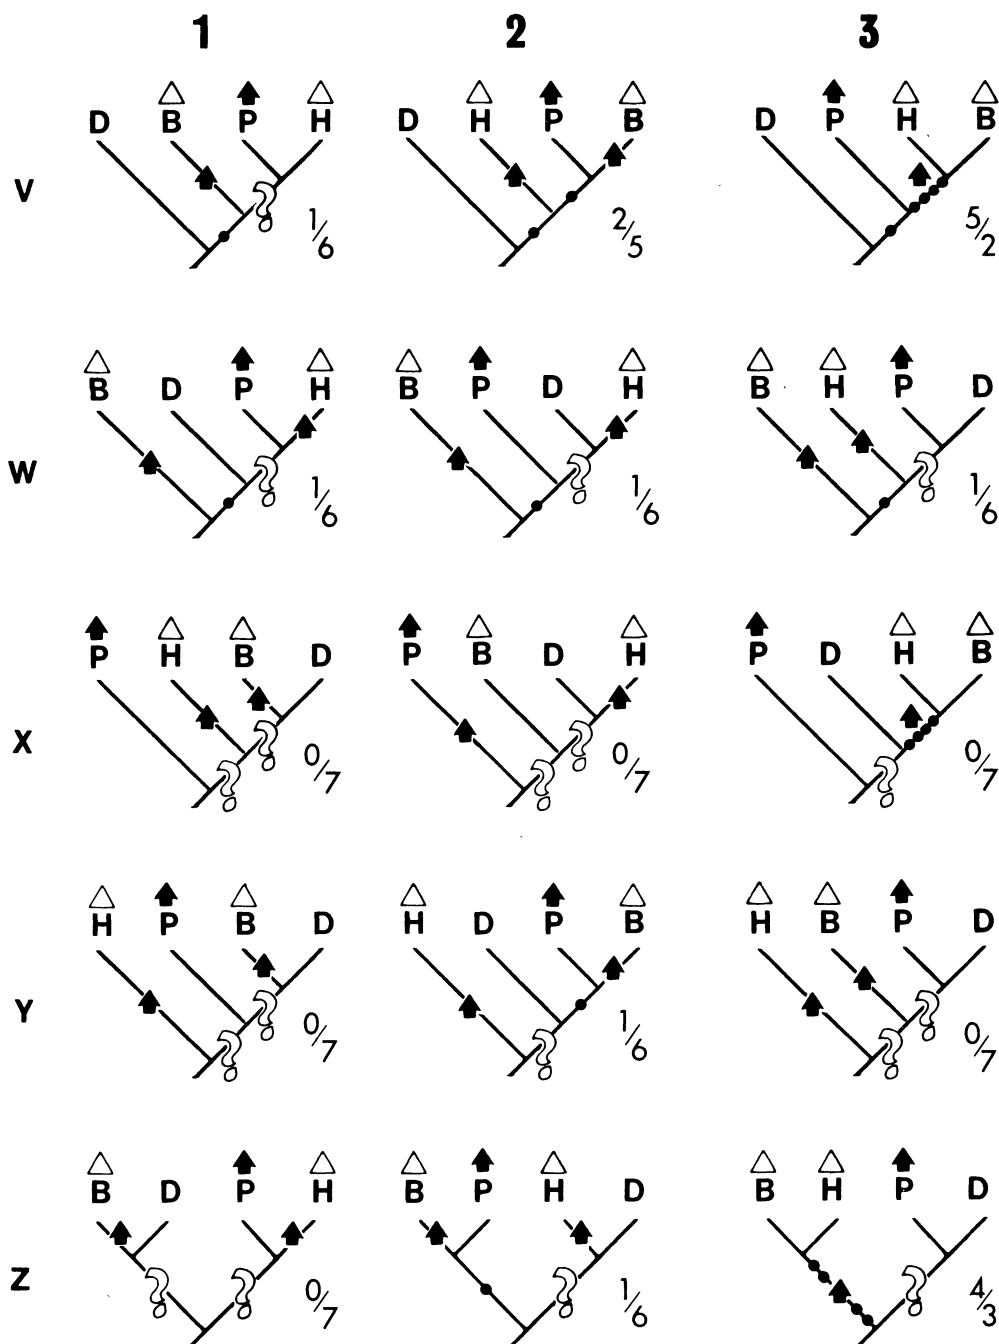 1 2 3
D B P H D H P B D P H B
V ? 1/6 2/5 5/2
B D P H B P D H B H P D
W ? 1/6 ? 1/6 ? 1/6
P H B D P B D H P D H B
X ? ? 0/7 ? ? 0/7 ? 0/7
H P B D H D P B H B P D
Y ? ? 0/7 ? 1/6 ? ? 0/7
B D P H B P H D B H P D
Z ? ? 0/7 ? 1/6 ? 4/3